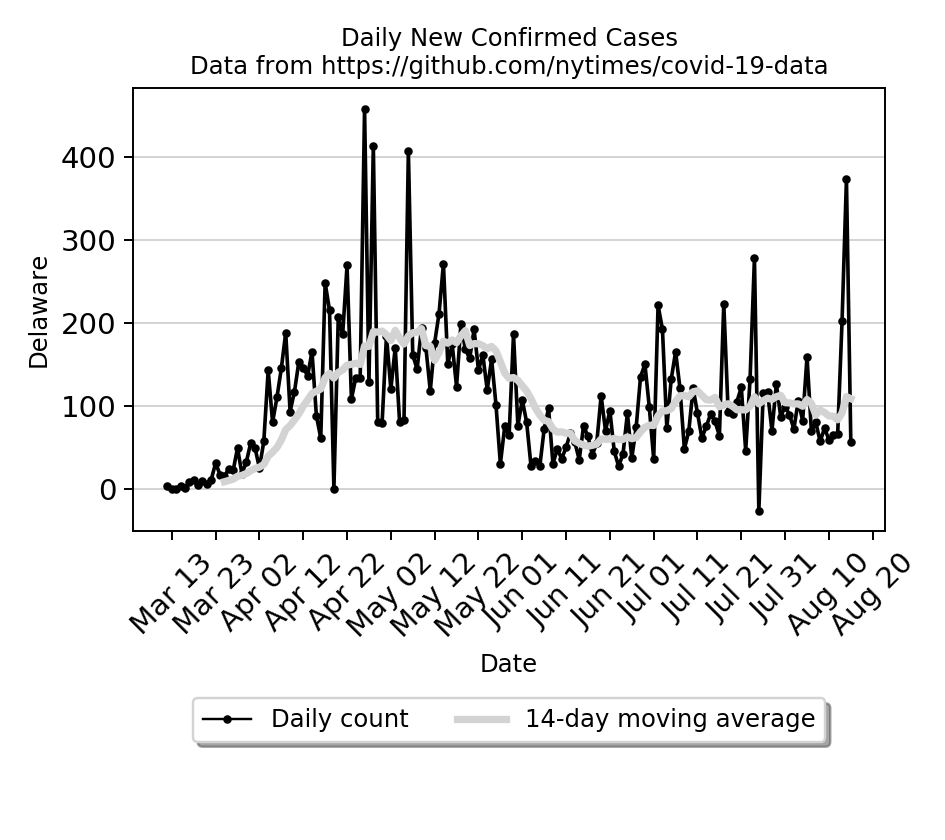 Daily New Confirmed Cases
Data from https://github.com/nytimes/covid-19-data
Delaware
400
300
200
100
0
Mar 13
Mar 23
Apr 02
Apr 12
Apr 22
May 02
May 12
May 22
Jun 01
Jun 11
Jun 21
Jul 01
Jul 11
Jul 21
Jul 31
Aug 10
Aug 20
Date
Daily count
14-day moving average